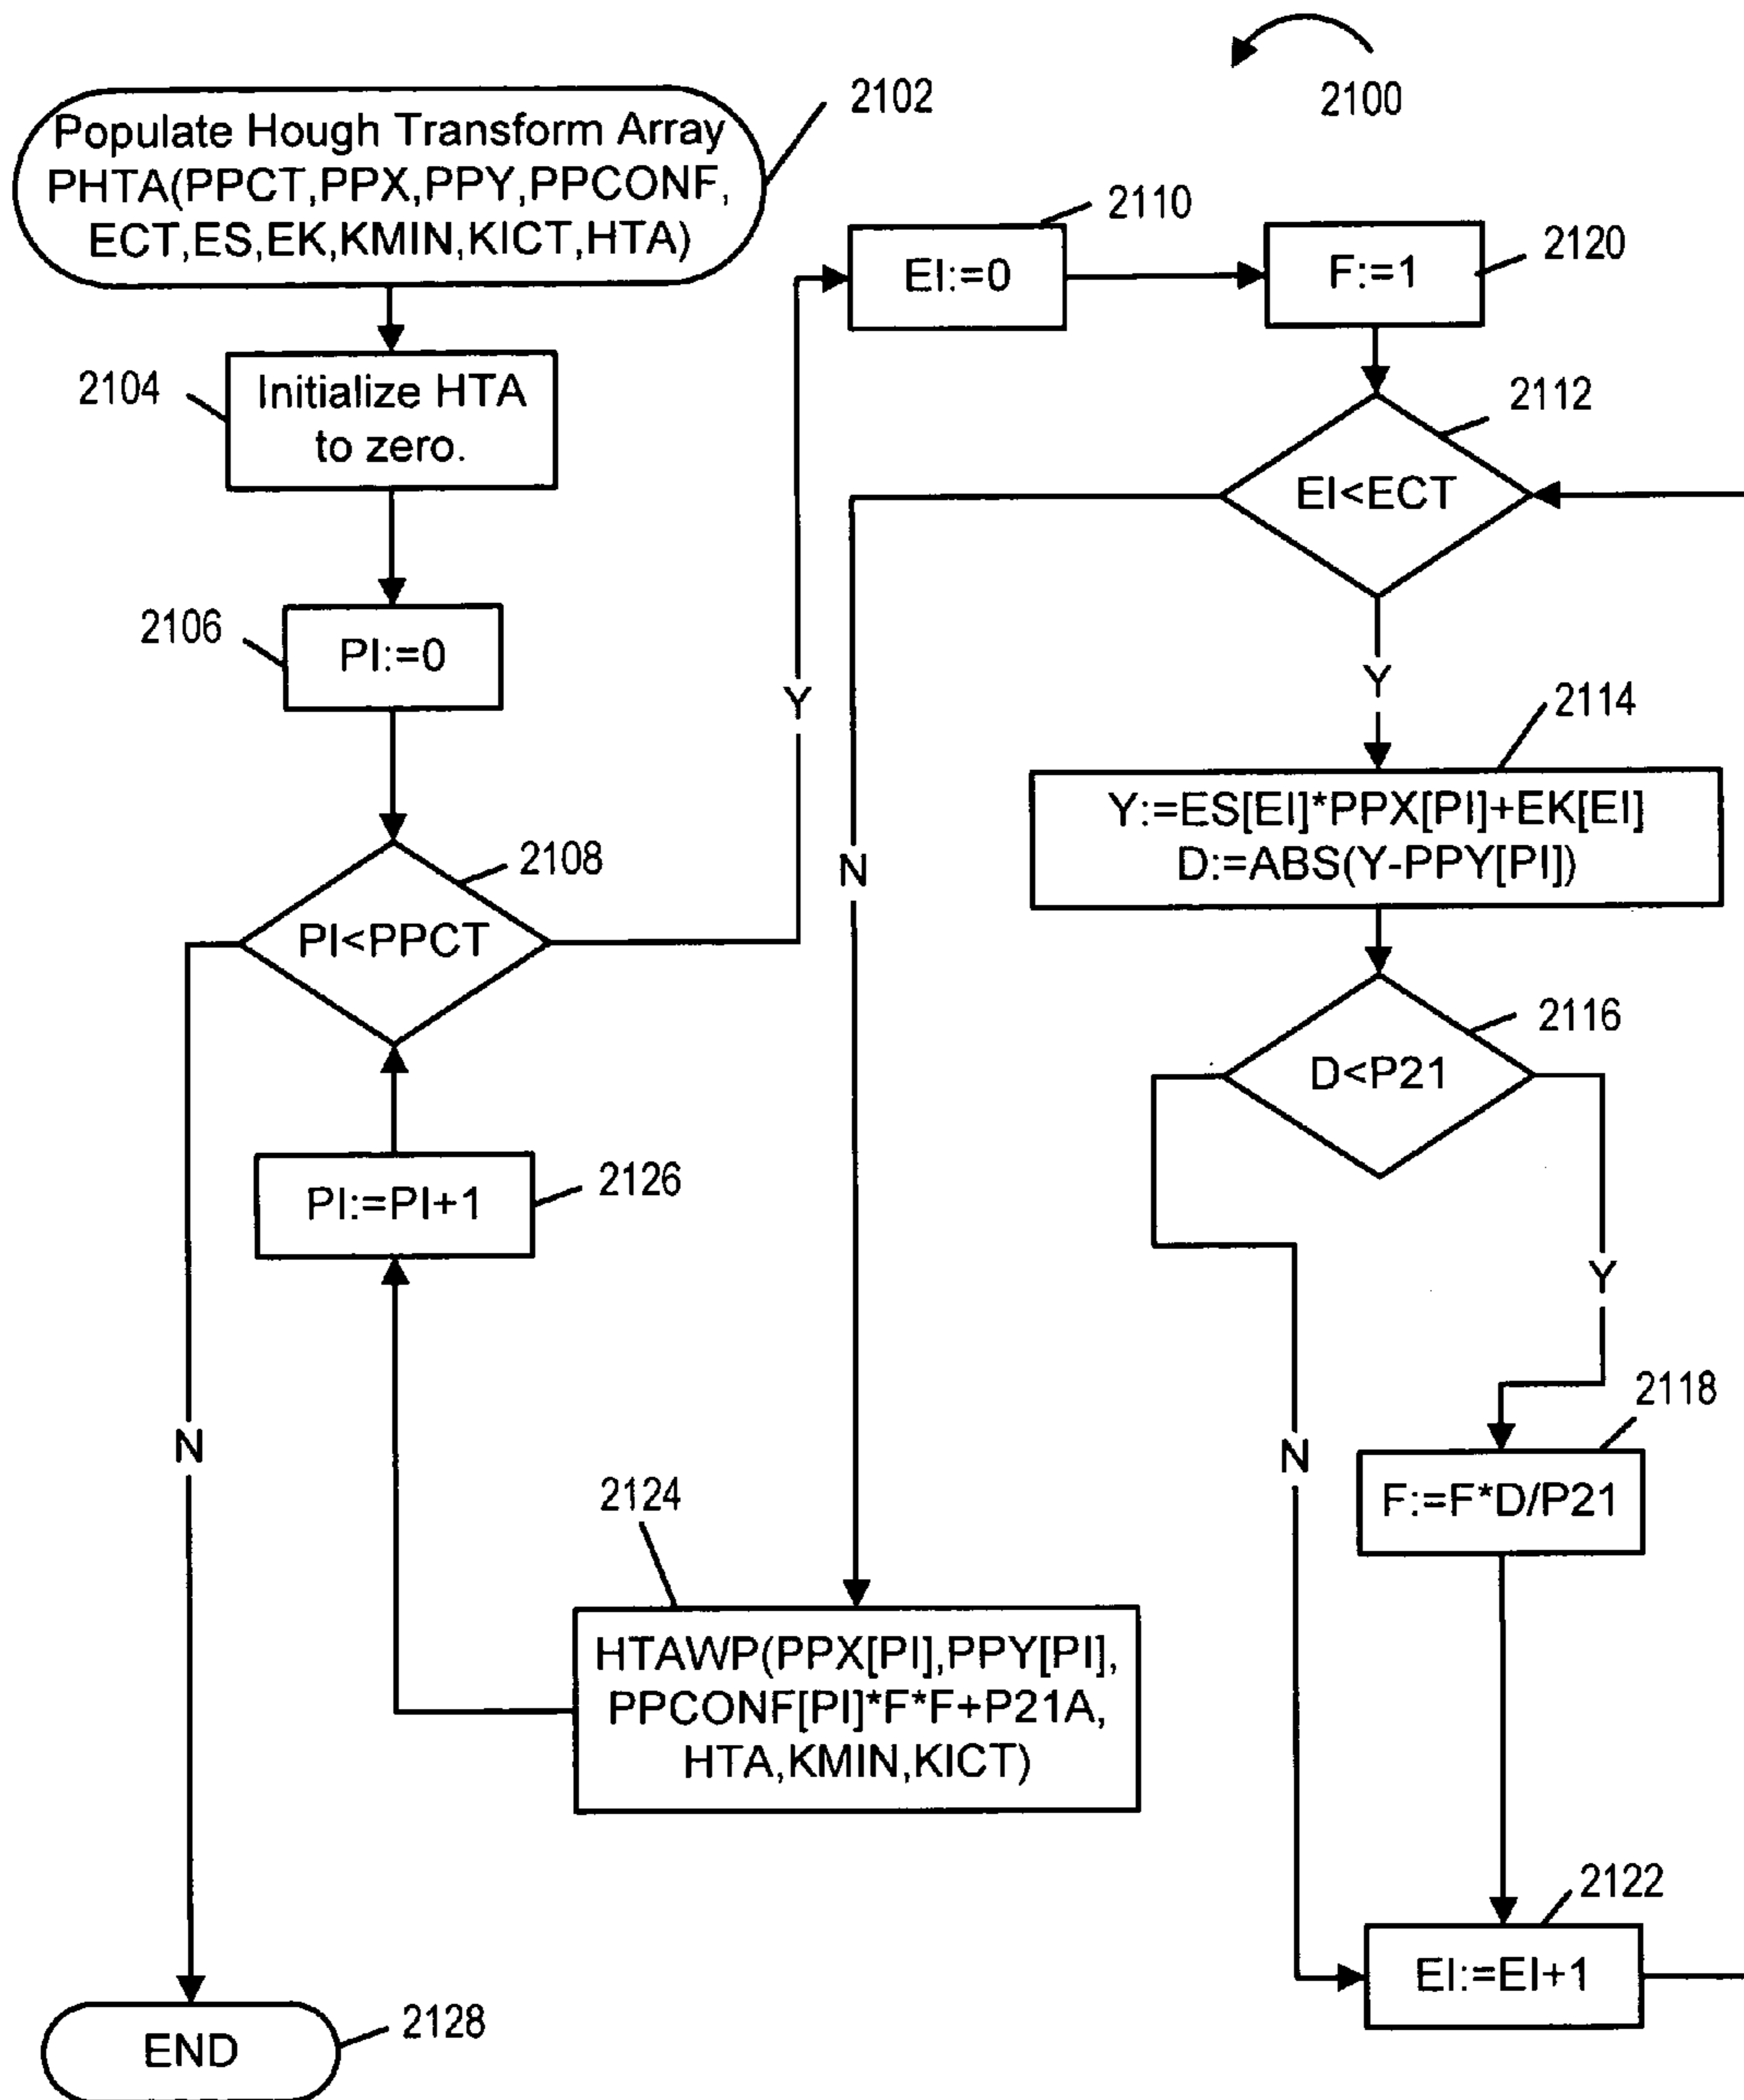 2100
2102
Populate Hough Transform Array
PHTA(PPCT,PPX,PPY,PPCONF,
ECT,ES,EK,KMIN,KICT,HTA)
2104
Initialize HTA
to zero.
2106
PI:=0
2108
PI<PPCT
Y
N
2110
EI:=0
2120
F:=1
2112
EI<ECT
Y
N
2114
Y:=ES[EI]*PPX[PI]+EK[EI]
D:=ABS(Y-PPY[PI])
2116
D<P21
Y
N
2118
F:=F*D/P21
2122
EI:=EI+1
2124
HTAWP(PPX[PI],PPY[PI],
PPCONF[PI]*F*F+P21A,
HTA,KMIN,KICT)
2126
PI:=PI+1
2128
END